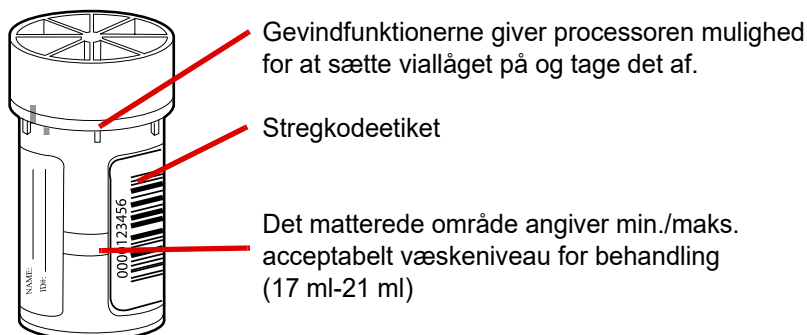 Gevindfunktionerne giver processoren mulighed
for at sætte viallåget på og tage det af.
Stregkodeetiket
Det matterede område angiver min./maks.
acceptabelt væskeniveau for behandling
(17 ml-21 ml)
NAME:
ID#:
0000123456